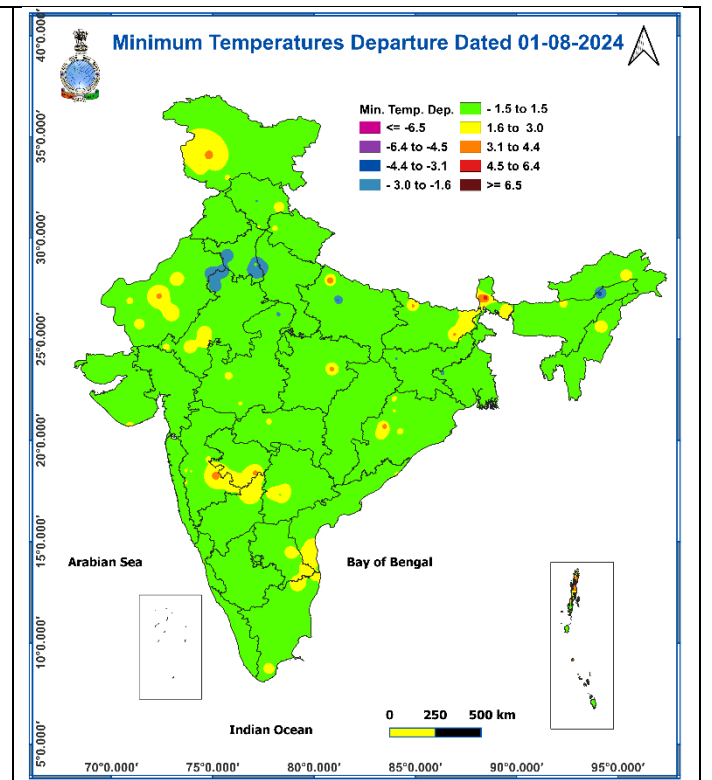 Minimum Temperatures Departure Dated 01-08-2024
Min. Temp. Dep.
<= -6.5
-6.4 to -4.5
-4.4 to -3.1
- 3.0 to -1.6
- 1.5 to 1.5
1.6 to 3.0
3.1 to 4.4
4.5 to 6.4
>= 6.5
40°0.000'
35°0.000'
30°0.000'
25°0.000'
20°0.000'
15°0.000'
10°0.000'
5°0.000'
Arabian Sea
Bay of Bengal
Indian Ocean
0 250 500 km
70°0.000' 75°0.000' 80°0.000' 85°0.000' 90°0.000' 95°0.000'